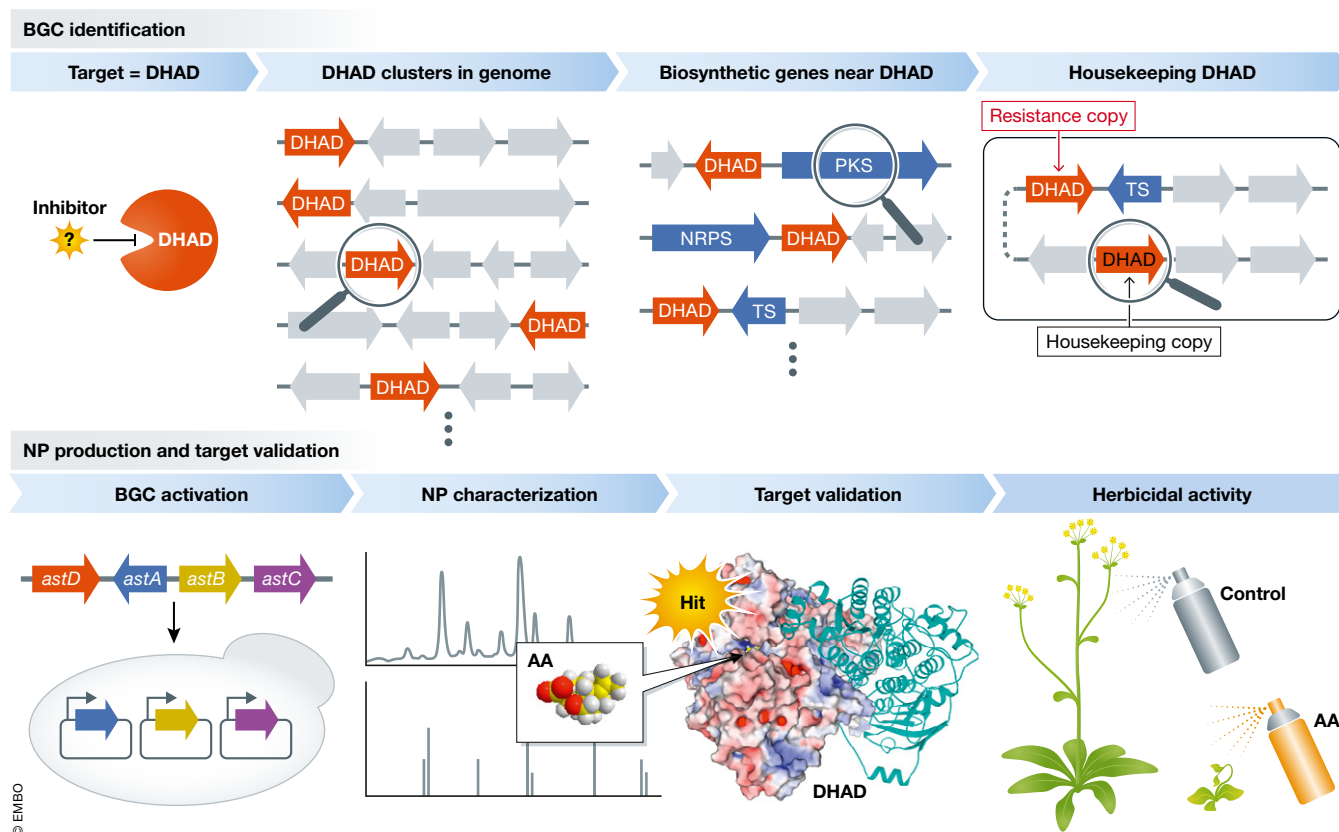 BGC identification
Target = DHAD
DHAD clusters in genome
Biosynthetic genes near DHAD
Housekeeping DHAD
Inhibitor
?
DHAD
DHAD
DHAD
DHAD
DHAD
DHAD
DHAD
PKS
NRPS
DHAD
DHAD
TS
Resistance copy
DHAD
TS
DHAD
Housekeeping copy
NP production and target validation
BGC activation
NP characterization
Target validation
Herbicidal activity
astD
astA
astB
astC
AA
Hit
DHAD
Control
AA
© EMBO